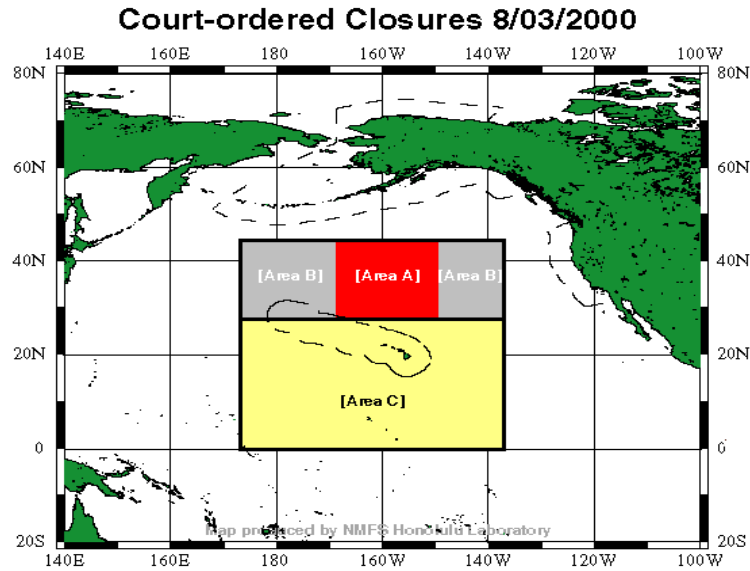 Court-ordered Closures 8/03/2000
140E 160E 180 160W 140W 120W 100W
80N 80N
60N 60N
[Area B] [Area A] [Area B]
40N 40N
20N 20N
[Area C]
0 0
Map produced by NMFS Honolulu Laboratory
20S 20S
140E 160E 180 160W 140W 120W 100W